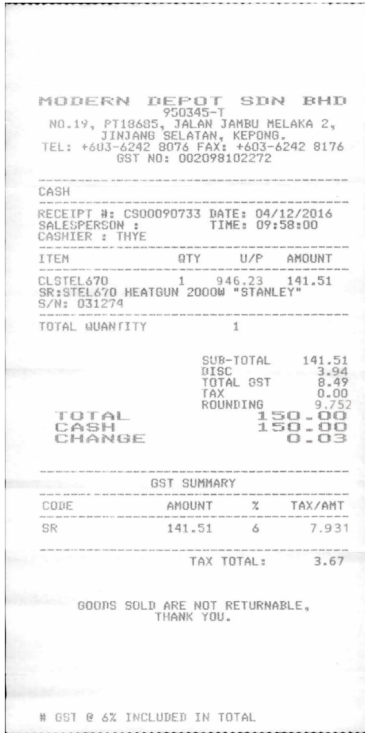 MODERN DEPOT SDN BHD
950345-T
NO.19, PT18685, JALAN JAMBU MELAKA 2,
JINJANG SELATAN, KEPONG.
TEL: +603-6242 8076 FAX: +603-6242 8176
GST NO: 002098102272
CASH
RECEIPT #: CS00090733 DATE: 04/12/2016
SALESPERSON : TIME: 09:58:00
CASHIER : THYE
ITEM QTY U/P AMOUNT
CLSTEL670 1 946.23 141.51
SR:STEL670 HEATGUN 2000W "STANLEY"
S/N: 031274
TOTAL QUANTITY 1
SUB-TOTAL 141.51
DISC 3.94
TOTAL GST 8.49
TAX 0.00
ROUNDING 9.752
TOTAL 150.00
CASH 150.00
CHANGE 0.03
GST SUMMARY
CODE AMOUNT % TAX/AMT
SR 141.51 6 7.931
TAX TOTAL: 3.67
GOODS SOLD ARE NOT RETURNABLE,
THANK YOU.
# GST @ 6% INCLUDED IN TOTAL